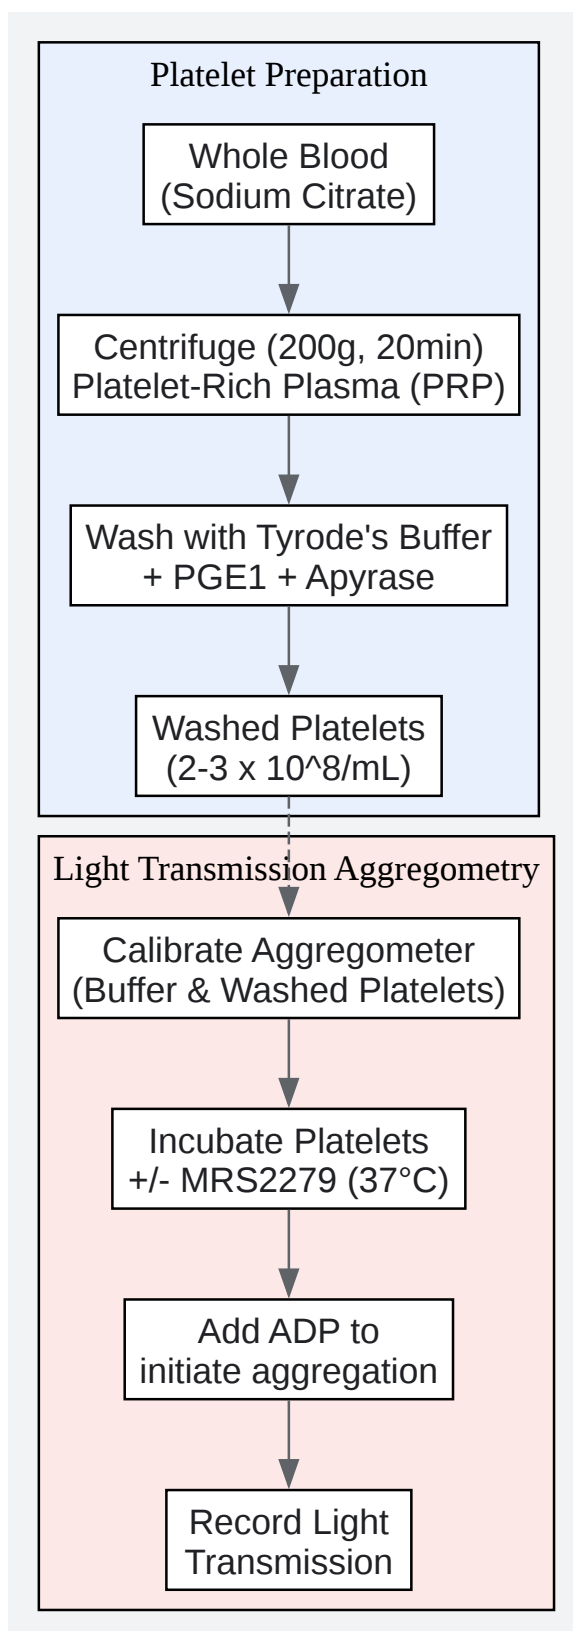 Platelet Preparation
Whole Blood
(Sodium Citrate)
Centrifuge (200g, 20min)
Platelet-Rich Plasma (PRP)
Wash with Tyrode's Buffer
+ PGE1 + Apyrase
Washed Platelets
(2-3 x 10^8/mL)
Light Transmission Aggregometry
Calibrate Aggregometer
(Buffer & Washed Platelets)
Incubate Platelets
+/- MRS2279 (37°C)
Add ADP to
initiate aggregation
Record Light
Transmission